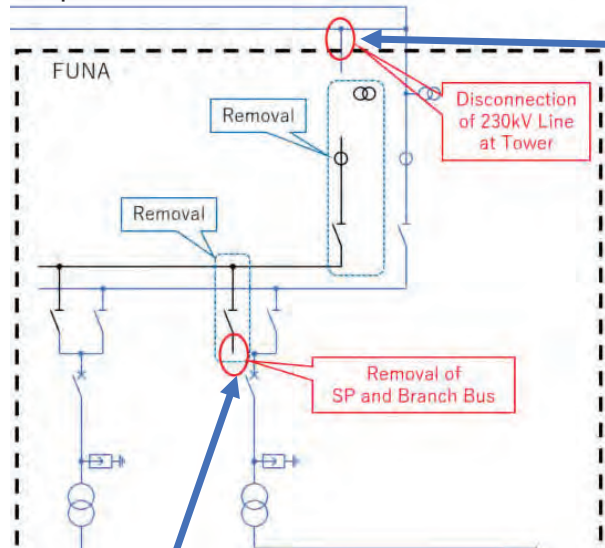 FUNA
Removal
Disconnection
of 230kV Line
at Tower
Removal
Removal of
SP and Branch Bus